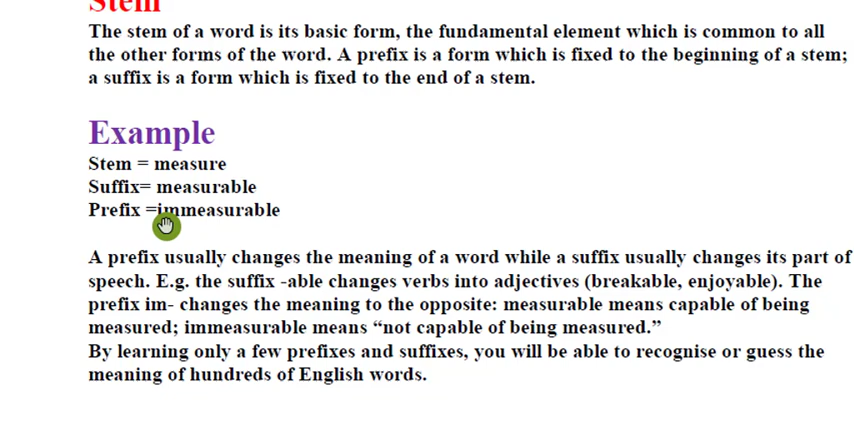 Stem
The stem of a word is its basic form, the fundamental element which is common to all
the other forms of the word. A prefix is a form which is fixed to the beginning of a stem;
a suffix is a form which is fixed to the end of a stem.
Example
Stem = measure
Suffix= measurable
Prefix =immeasurable
A prefix usually changes the meaning of a word while a suffix usually changes its part of
speech. E.g. the suffix -able changes verbs into adjectives (breakable, enjoyable). The
prefix im- changes the meaning to the opposite: measurable means capable of being
measured; immeasurable means “not capable of being measured.”
By learning only a few prefixes and suffixes, you will be able to recognise or guess the
meaning of hundreds of English words.